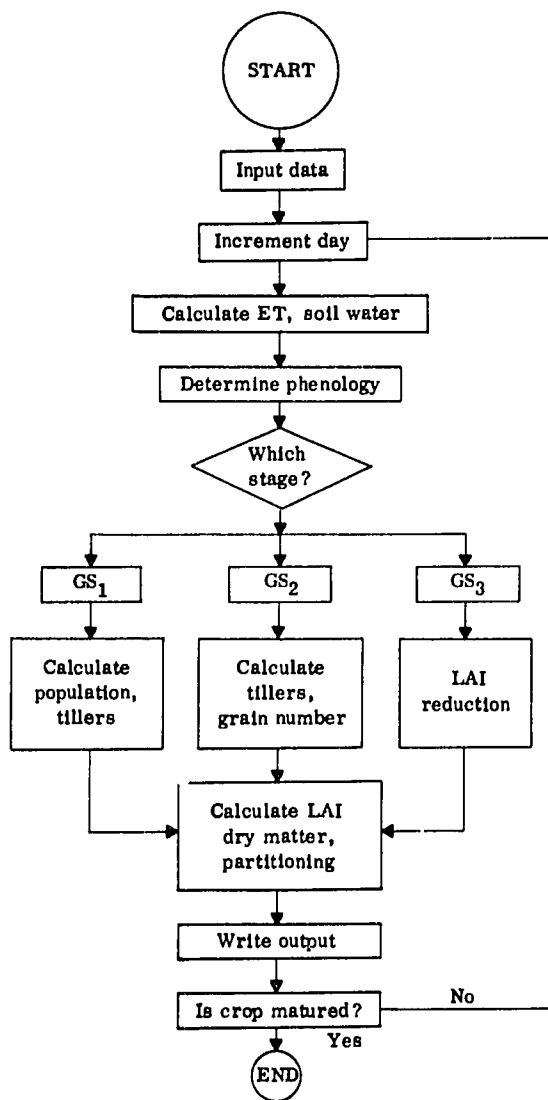 START
Input data
Increment day
Calculate ET, soil water
Determine phenology
Which
stage?
GS1
GS2
GS3
Calculate
population,
tillers
Calculate
tillers,
grain number
LAI
reduction
Calculate LAI
dry matter,
partitioning
Write output
Is crop matured?
No
Yes
END